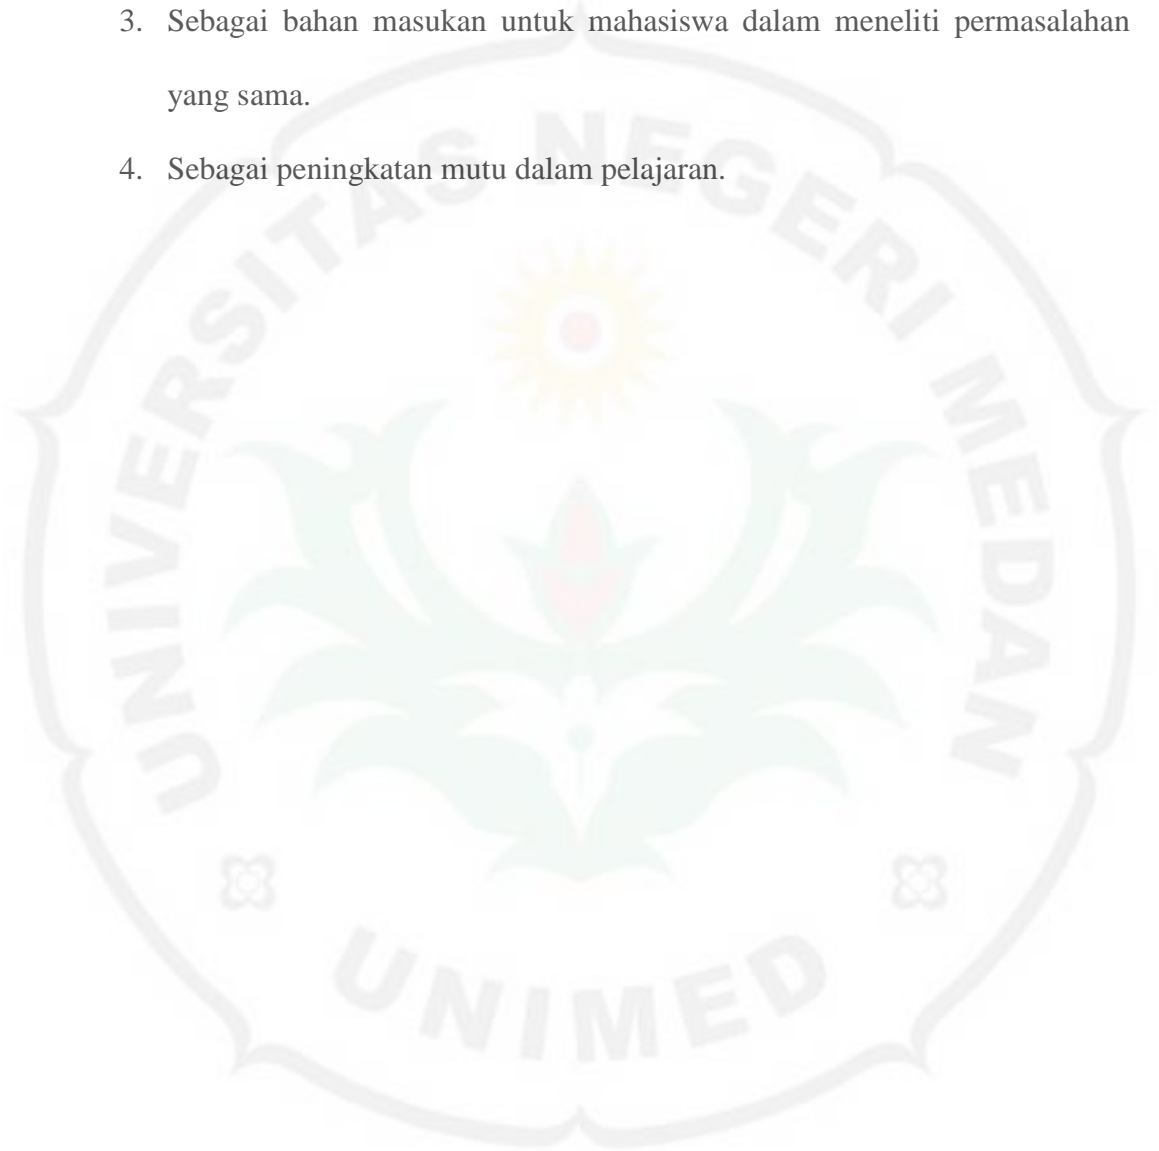 3. Sebagai bahan masukan untuk mahasiswa dalam meneliti permasalahan
yang sama.
4. Sebagai peningkatan mutu dalam pelajaran.
UNIVERSITAS NEGERI MEDAN
UNIMED